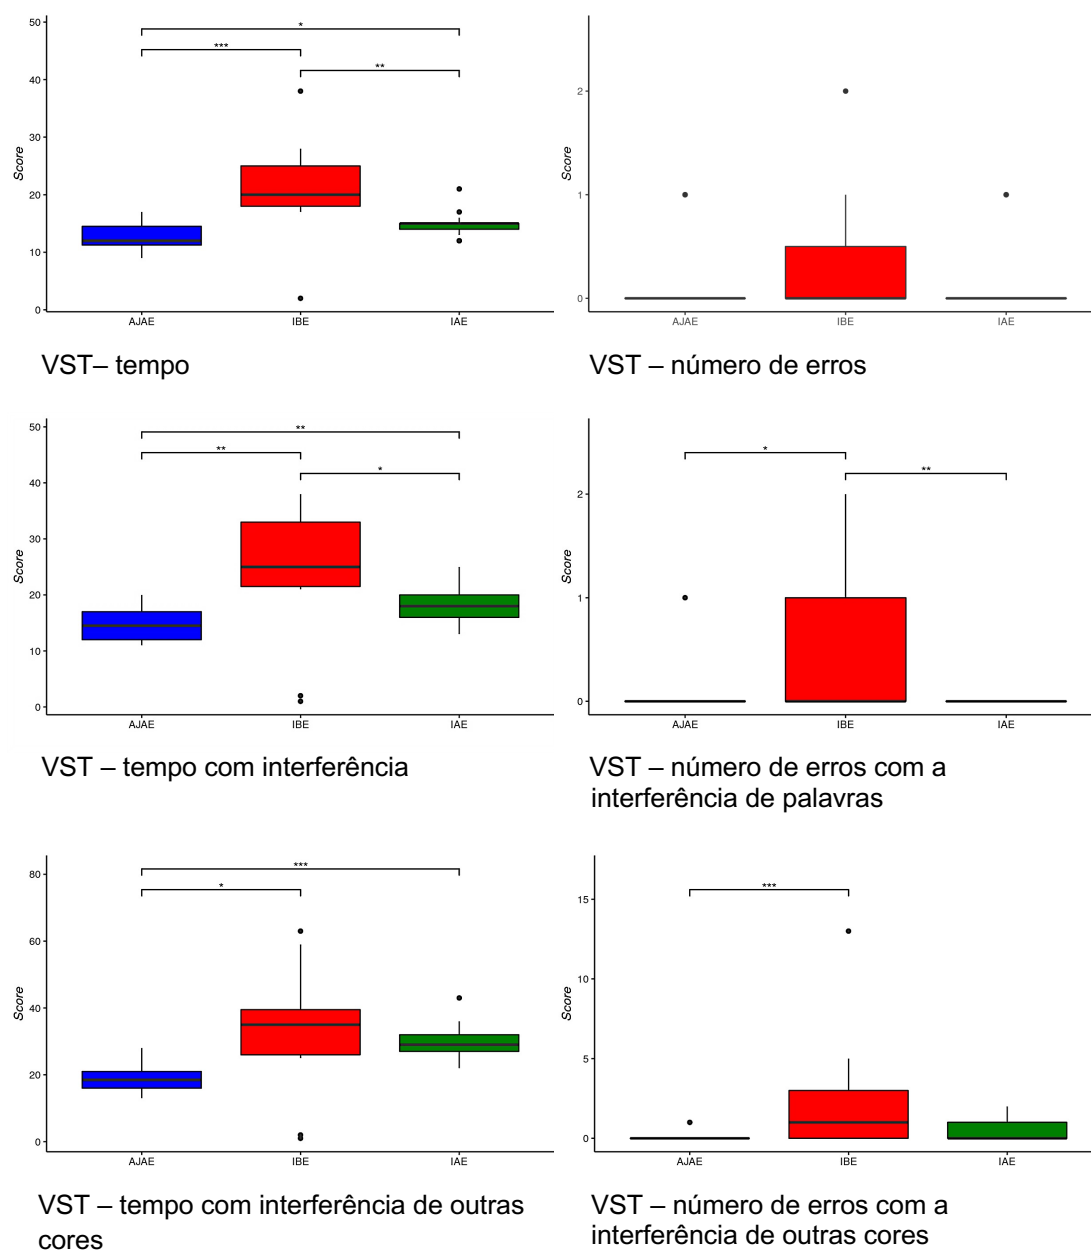 50
40
30
20
10
0
Score
*
***
**
AJAE
IBE
IAE
VST– tempo
2
1
0
Score
AJAE
IBE
IAE
VST – número de erros
50
40
30
20
10
0
Score
**
**
*
AJAE
IBE
IAE
VST – tempo com interferência
2
1
0
Score
*
**
AJAE
IBE
IAE
VST – número de erros com a
interferência de palavras
80
60
40
20
0
Score
***
*
AJAE
IBE
IAE
VST – tempo com interferência de outras
cores
15
10
5
0
Score
***
AJAE
IBE
IAE
VST – número de erros com a
interferência de outras cores